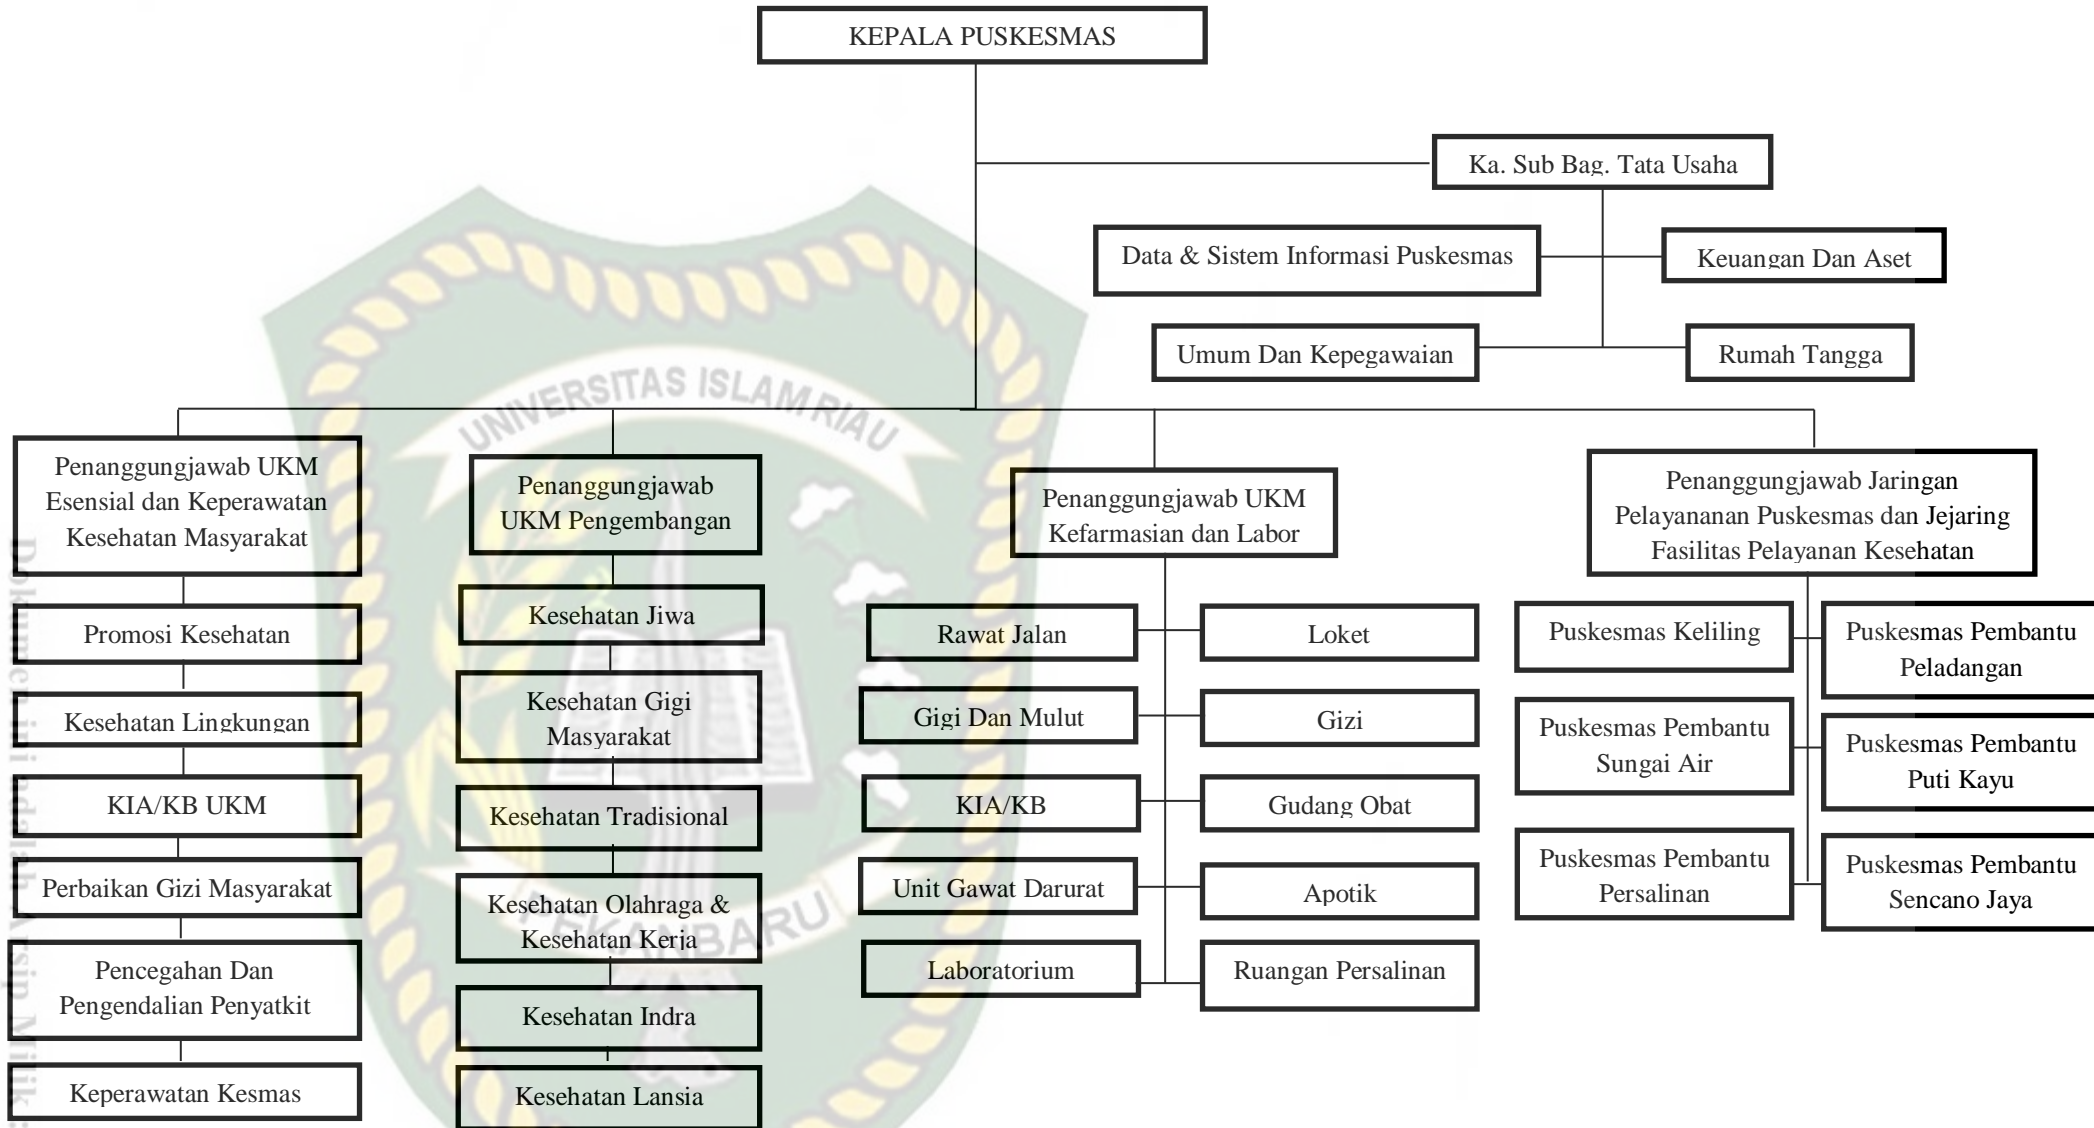 KEPALA PUSKESMAS
Ka. Sub Bag. Tata Usaha
Data & Sistem Informasi Puskesmas
Keuangan Dan Aset
Umum Dan Kepegawaian
Rumah Tangga
UNIVERSITAS ISLAM RIAU
PEKANBARU
Penanggungjawab UKM
Esensial dan Keperawatan
Kesehatan Masyarakat
Promosi Kesehatan
Kesehatan Lingkungan
KIA/KB UKM
Perbaikan Gizi Masyarakat
Pencegahan Dan
Pengendalian Penyatkit
Keperawatan Kesmas
Penanggungjawab
UKM Pengembangan
Kesehatan Jiwa
Kesehatan Gigi
Masyarakat
Kesehatan Tradisional
Kesehatan Olahraga &
Kesehatan Kerja
Kesehatan Indra
Kesehatan Lansia
Penanggungjawab UKM
Kefarmasian dan Labor
Rawat Jalan
Loket
Gigi Dan Mulut
Gizi
KIA/KB
Gudang Obat
Unit Gawat Darurat
Apotik
Laboratorium
Ruangan Persalinan
Penanggungjawab Jaringan
Pelayananan Puskesmas dan Jejaring
Fasilitas Pelayanan Kesehatan
Puskesmas Keliling
Puskesmas Pembantu
Peladangan
Puskesmas Pembantu
Sungai Air
Puskesmas Pembantu
Puti Kayu
Puskesmas Pembantu
Persalinan
Puskesmas Pembantu
Sencano Jaya
Dokumen ini adalah Arsip Milik :